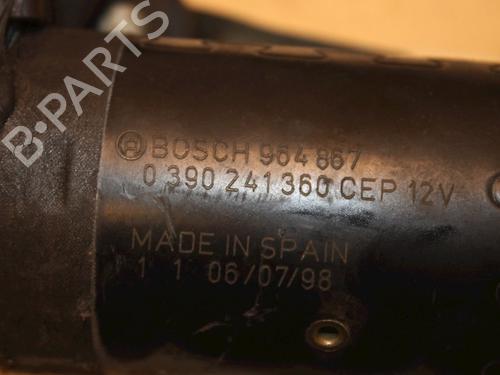 B-PARTS
BOSCH 964 867
0 390 241 360 CEP 12V
MADE IN SPAIN
1 1 06/07/98